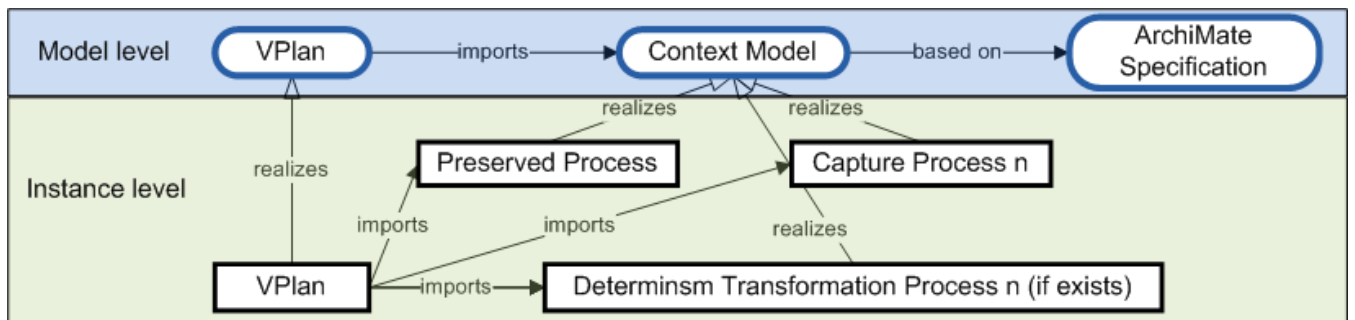 Model level
VPlan
imports
Context Model
based on
ArchiMate
Specification
realizes
realizes
Preserved Process
Capture Process n
realizes
Instance level
imports
imports
realizes
VPlan
imports
Determinsm Transformation Process n (if exists)